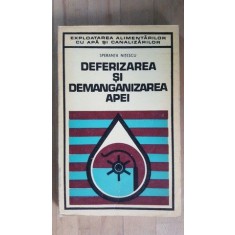 EXPLOATAREA ALIMENTĂRILOR
CU APĂ ȘI CANALIZĂRILOR
DEFERIZAREA
ȘI
DEMANGANIZAREA
APEI